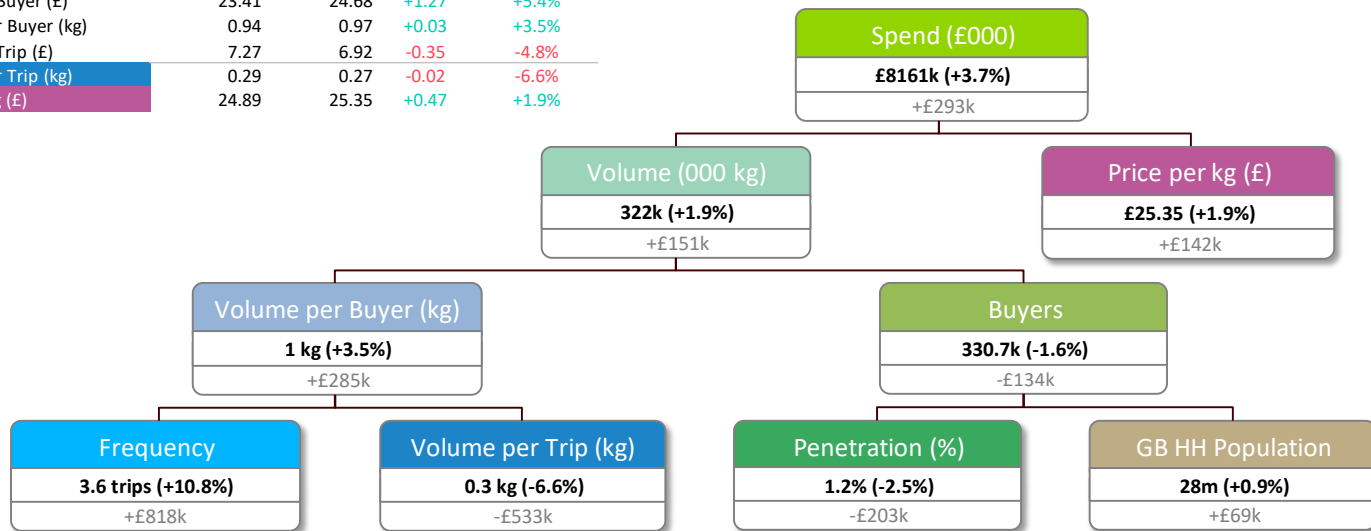 Buyer (£) 23.41 24.68 +1.27 +5.4%
Buyer (kg) 0.94 0.97 +0.03 +3.5%
Trip (£) 7.27 6.92 -0.35 -4.8%
Trip (kg) 0.29 0.27 -0.02 -6.6%
(£) 24.89 25.35 +0.47 +1.9%
Spend (£000)
£8161k (+3.7%)
+£293k
Volume (000 kg)
322k (+1.9%)
+£151k
Price per kg (£)
£25.35 (+1.9%)
+£142k
Volume per Buyer (kg)
1 kg (+3.5%)
+£285k
Buyers
330.7k (-1.6%)
-£134k
Frequency
3.6 trips (+10.8%)
+£818k
Volume per Trip (kg)
0.3 kg (-6.6%)
-£533k
Penetration (%)
1.2% (-2.5%)
-£203k
GB HH Population
28m (+0.9%)
+£69k